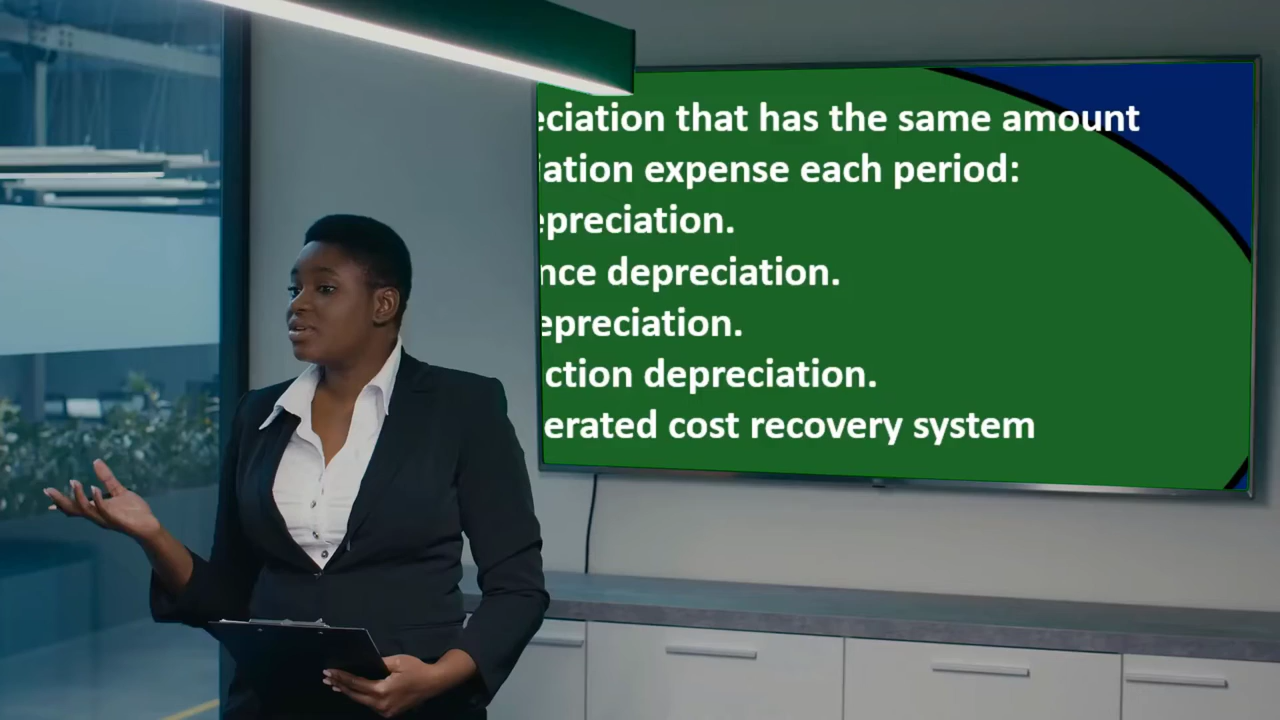 eciation that has the same amount
iation expense each period:
epreciation.
nce depreciation.
epreciation.
ction depreciation.
erated cost recovery system